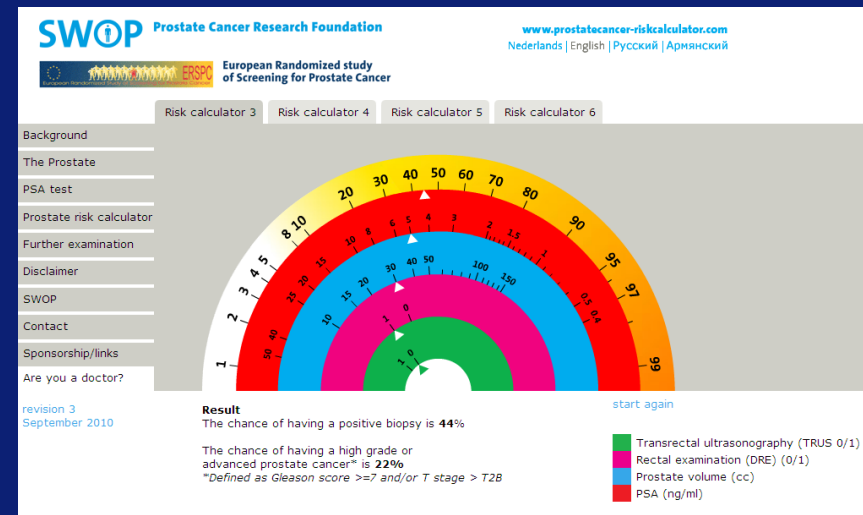 SWOP Prostate Cancer Research Foundation
www.prostatecancer-riskcalculator.com
Nederlands | English | Русский | Армянский
ERSPC
European Randomized study
of Screening for Prostate Cancer
Risk calculator 3 Risk calculator 4 Risk calculator 5 Risk calculator 6
Background
The Prostate
PSA test
Prostate risk calculator
Further examination
Disclaimer
SWOP
Contact
Sponsorship/links
Are you a doctor?
revision 3
September 2010
1 2 3 4 5 8 10 20 30 40 50 60 70 80 90 95 97 99
50 40 25 20 15 10 8 6 5 4 3 2 1.5 1 0.5 0.4
10 15 20 30 40 50 100 150
1 0
1 0
Result
The chance of having a positive biopsy is 44%
The chance of having a high grade or
advanced prostate cancer* is 22%
*Defined as Gleason score >=7 and/or T stage > T2B
start again
Transrectal ultrasonography (TRUS 0/1)
Rectal examination (DRE) (0/1)
Prostate volume (cc)
PSA (ng/ml)